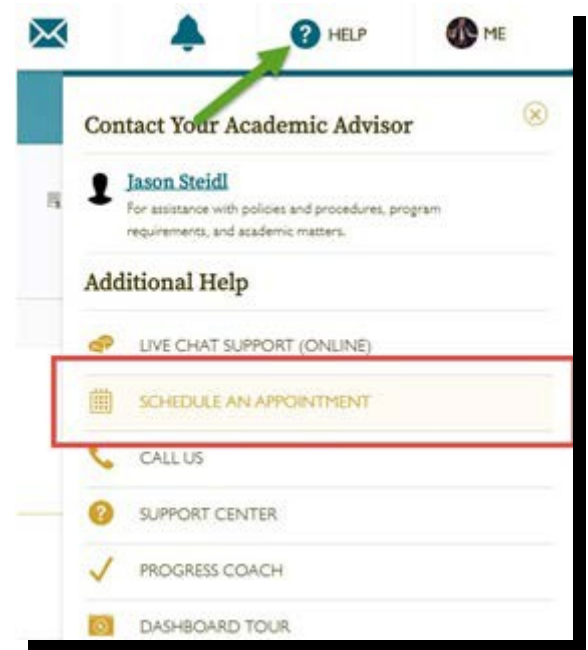 ? HELP ME
Contact Your Academic Advisor
Jason Steidl
For assistance with policies and procedures, program
requirements, and academic matters.
Additional Help
LIVE CHAT SUPPORT (ONLINE)
SCHEDULE AN APPOINTMENT
CALL US
? SUPPORT CENTER
PROGRESS COACH
DASHBOARD TOUR